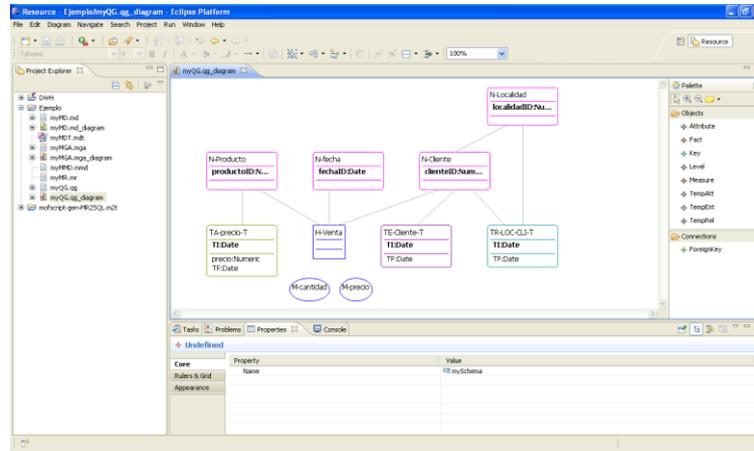 Resource - Ejemplo/myQG.qg_diagram - Eclipse Platform
File Edit Diagram Navigate Search Project Run Window Help
Tahoma
100%
Resource
Project Explorer
DWH
Ejemplo
myMD.md
myMD.md_diagram
myMDT.mdt
myMGA.mga
myMGA.mga_diagram
myMMD.mmd
myMR.mr
myQG.qg
myQG.qg_diagram
mofscript-gen-MR2SQL.m2t
myQG.qg_diagram
N-Localidad
localidadID:Nu...
N-Producto
productoID:N...
N-fecha
fechaID:Date
N-Cliente
clienteID:Num...
TA-precio-T
TI:Date
precio:Numeric
TF:Date
H-Venta
TE-Cliente-T
TI:Date
TF:Date
TR-LOC-CLI-T
TI:Date
TF:Date
M-cantidad
M-precio
Palette
Objects
Attribute
Fact
Key
Level
Measure
TempAtt
TempEnt
TempRel
Connections
ForeignKey
Tasks Problems Properties Console
Undefined
Core
Rulers & Grid
Appearance
Property Value
Name mySchema